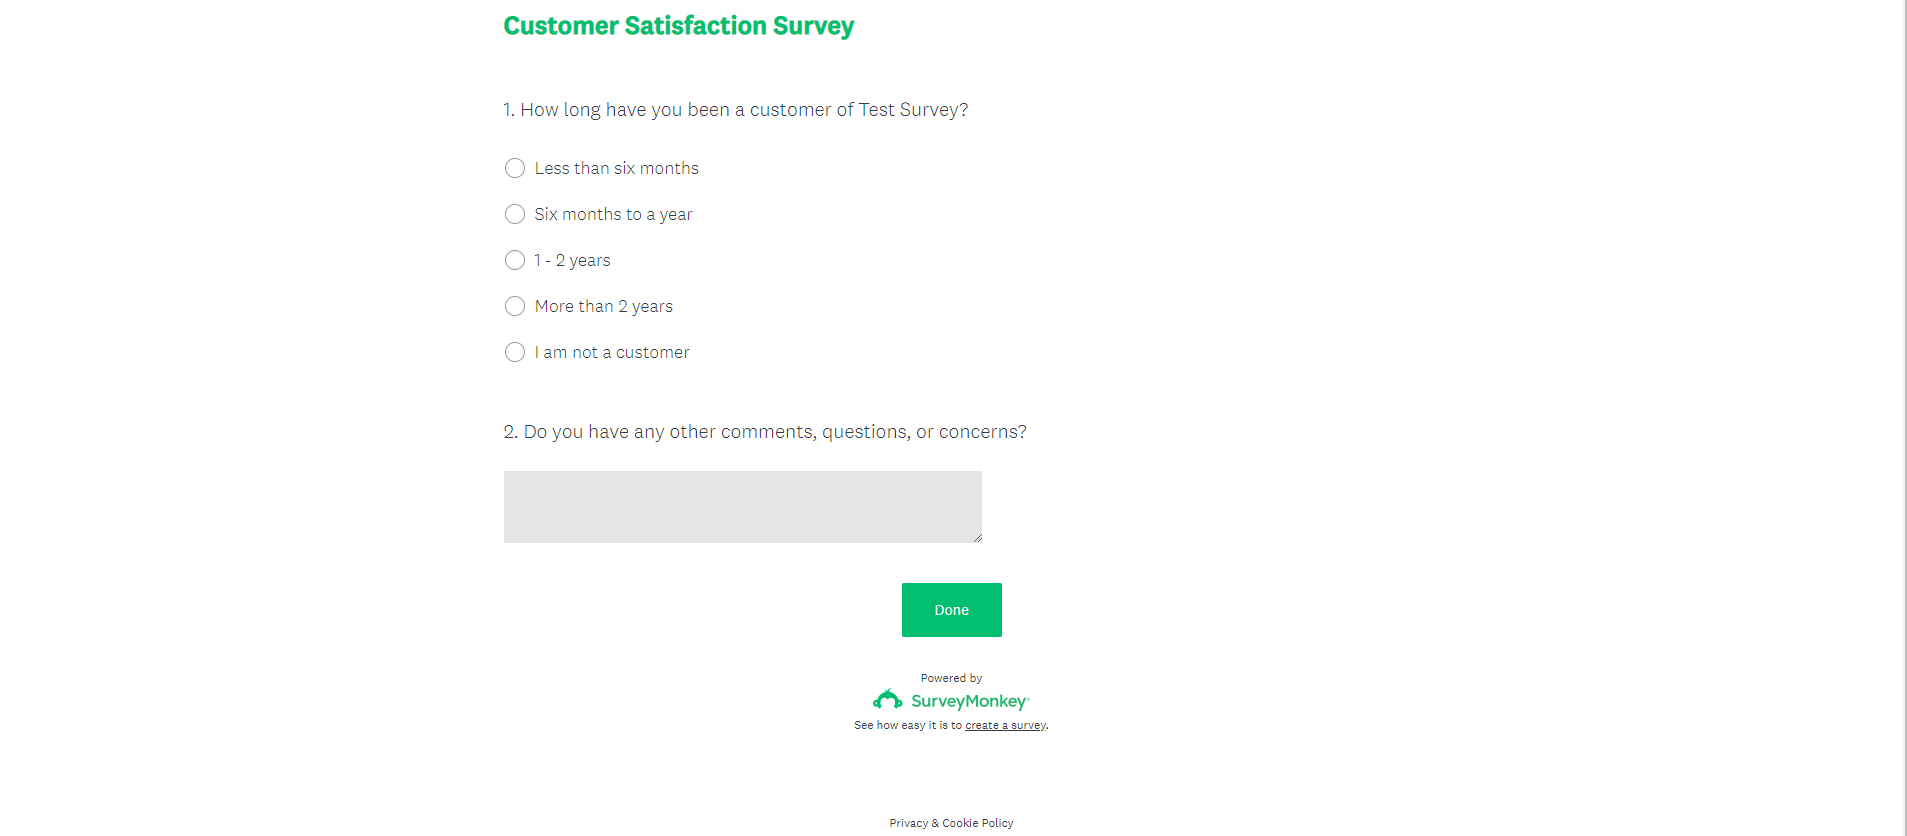 Customer Satisfaction Survey
1. How long have you been a customer of Test Survey?
Less than six months
Six months to a year
1 - 2 years
More than 2 years
I am not a customer
2. Do you have any other comments, questions, or concerns?
Done
Powered by
SurveyMonkey
See how easy it is to create a survey.
Privacy & Cookie Policy